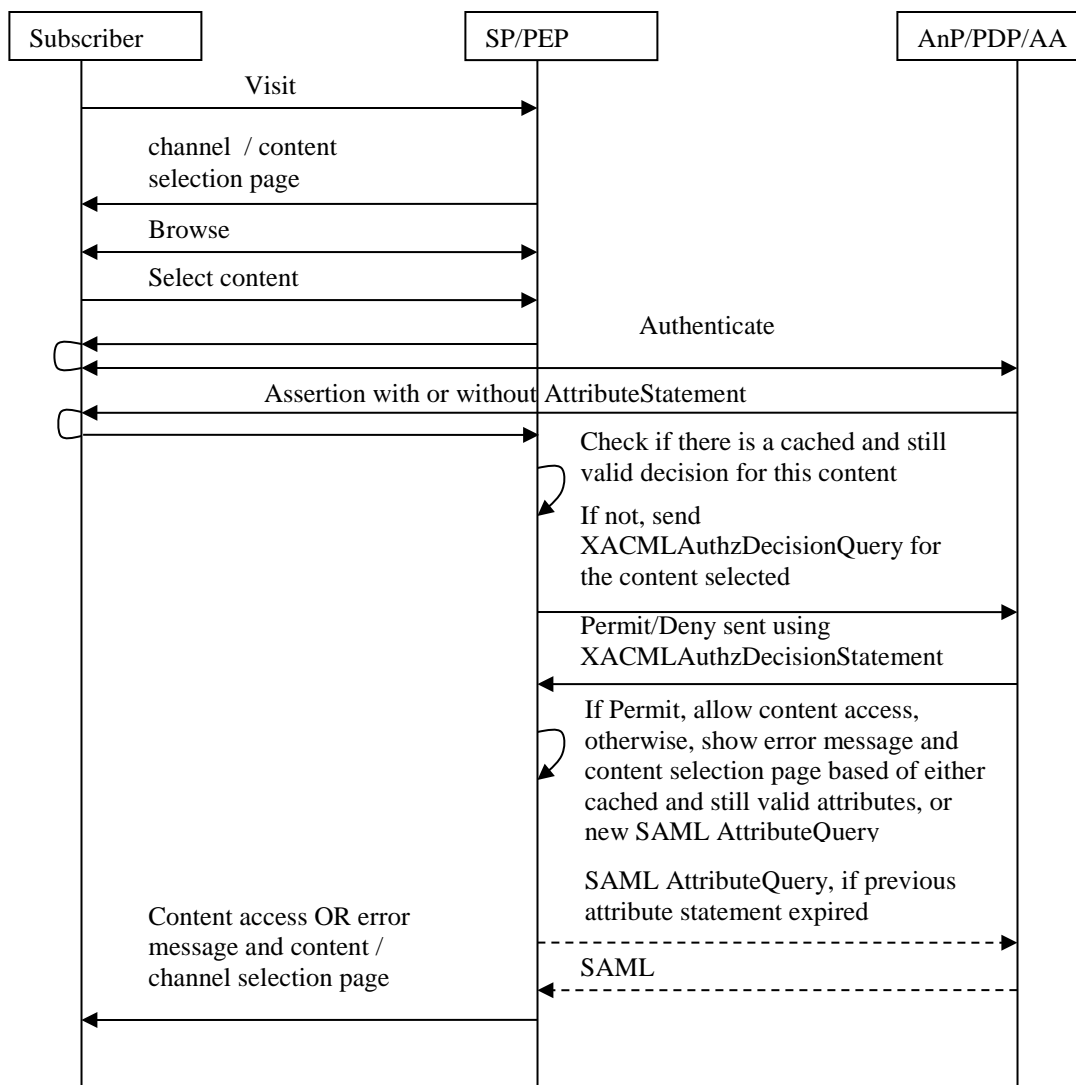 Subscriber
SP/PEP
AnP/PDP/AA
Visit
channel / content
selection page
Browse
Select content
Authenticate
Assertion with or without AttributeStatement
Check if there is a cached and still
valid decision for this content
If not, send
XACMLAuthzDecisionQuery for
the content selected
Permit/Deny sent using
XACMLAuthzDecisionStatement
If Permit, allow content access,
otherwise, show error message and
content selection page based of either
cached and still valid attributes, or
new SAML AttributeQuery
SAML AttributeQuery, if previous
attribute statement expired
Content access OR error
message and content /
channel selection page
SAML